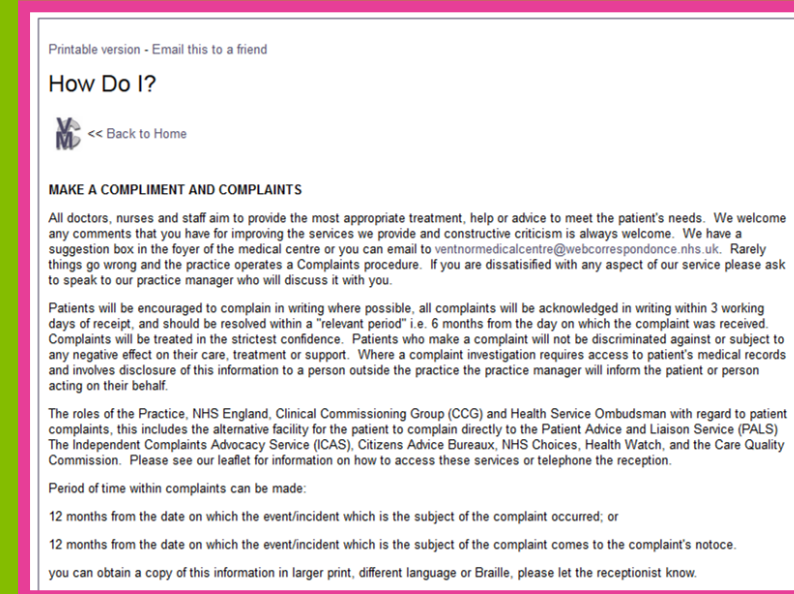 Printable version - Email this to a friend
How Do I?
VMC << Back to Home
MAKE A COMPLIMENT AND COMPLAINTS
All doctors, nurses and staff aim to provide the most appropriate treatment, help or advice to meet the patient's needs. We welcome
any comments that you have for improving the services we provide and constructive criticism is always welcome. We have a
suggestion box in the foyer of the medical centre or you can email to ventnormedicalcentre@webcorrespondonce.nhs.uk. Rarely
things go wrong and the practice operates a Complaints procedure. If you are dissatisified with any aspect of our service please ask
to speak to our practice manager who will discuss it with you.
Patients will be encouraged to complain in writing where possible, all complaints will be acknowledged in writing within 3 working
days of receipt, and should be resolved within a "relevant period" i.e. 6 months from the day on which the complaint was received.
Complaints will be treated in the strictest confidence. Patients who make a complaint will not be discriminated against or subject to
any negative effect on their care, treatment or support. Where a complaint investigation requires access to patient's medical records
and involves disclosure of this information to a person outside the practice the practice manager will inform the patient or person
acting on their behalf.
The roles of the Practice, NHS England, Clinical Commissioning Group (CCG) and Health Service Ombudsman with regard to patient
complaints, this includes the alternative facility for the patient to complain directly to the Patient Advice and Liaison Service (PALS)
The Independent Complaints Advocacy Service (ICAS), Citizens Advice Bureaux, NHS Choices, Health Watch, and the Care Quality
Commission. Please see our leaflet for information on how to access these services or telephone the reception.
Period of time within complaints can be made:
12 months from the date on which the event/incident which is the subject of the complaint occurred; or
12 months from the date on which the event/incident which is the subject of the complaint comes to the complaint's notoce.
you can obtain a copy of this information in larger print, different language or Braille, please let the receptionist know.